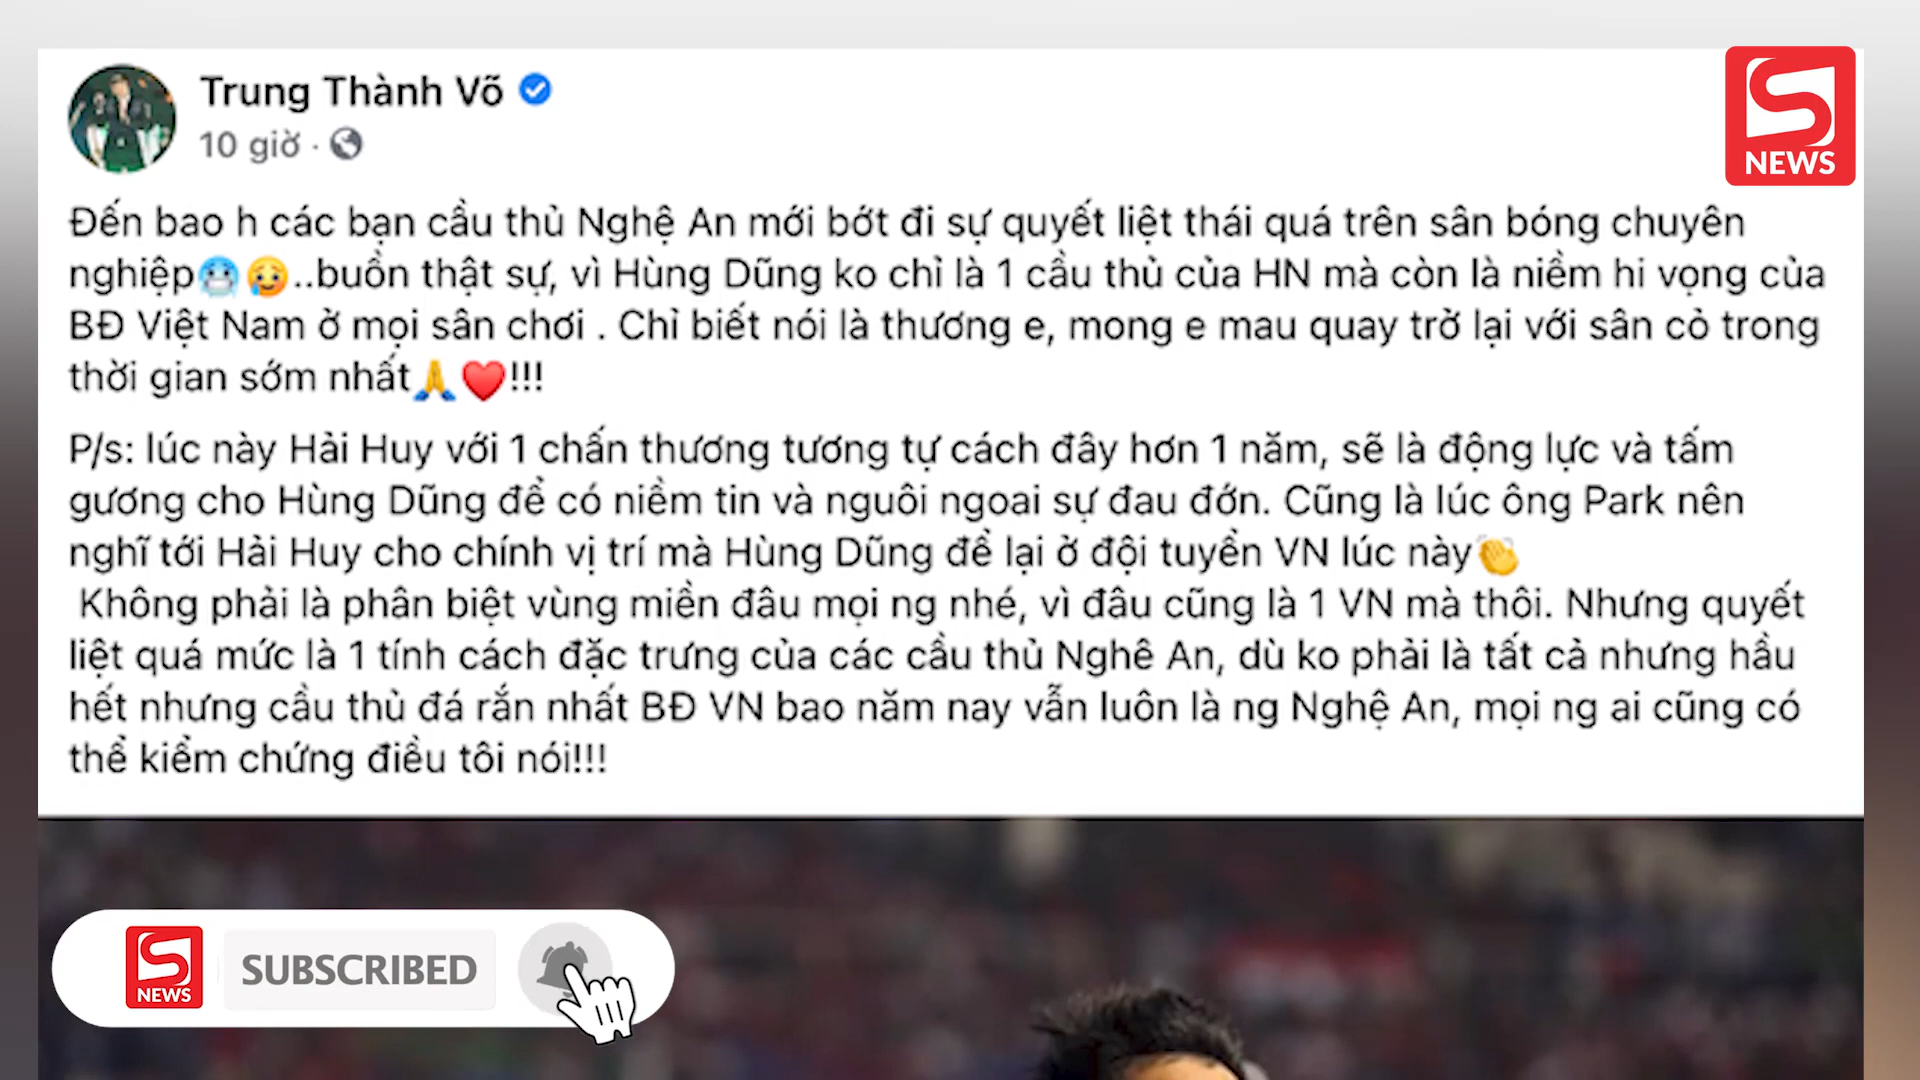 Trung Thành Võ
10 giờ ·
S
NEWS
Đến bao h các bạn cầu thủ Nghệ An mới bớt đi sự quyết liệt thái quá trên sân bóng chuyên
nghiệp🥶🥲..buồn thật sự, vì Hùng Dũng ko chỉ là 1 cầu thủ của HN mà còn là niềm hi vọng của
BĐ Việt Nam ở mọi sân chơi . Chỉ biết nói là thương e, mong e mau quay trở lại với sân cỏ trong
thời gian sớm nhất🙏❤️!!!
P/s: lúc này Hải Huy với 1 chấn thương tương tự cách đây hơn 1 năm, sẽ là động lực và tấm
gương cho Hùng Dũng để có niềm tin và nguôi ngoai sự đau đớn. Cũng là lúc ông Park nên
nghĩ tới Hải Huy cho chính vị trí mà Hùng Dũng để lại ở đội tuyển VN lúc này👏
Không phải là phân biệt vùng miền đâu mọi ng nhé, vì đâu cũng là 1 VN mà thôi. Nhưng quyết
liệt quá mức là 1 tính cách đặc trưng của các cầu thủ Nghê An, dù ko phải là tất cả nhưng hầu
hết nhưng cầu thủ đá rắn nhất BĐ VN bao năm nay vẫn luôn là ng Nghệ An, mọi ng ai cũng có
thể kiểm chứng điều tôi nói!!!
S
NEWS
SUBSCRIBED